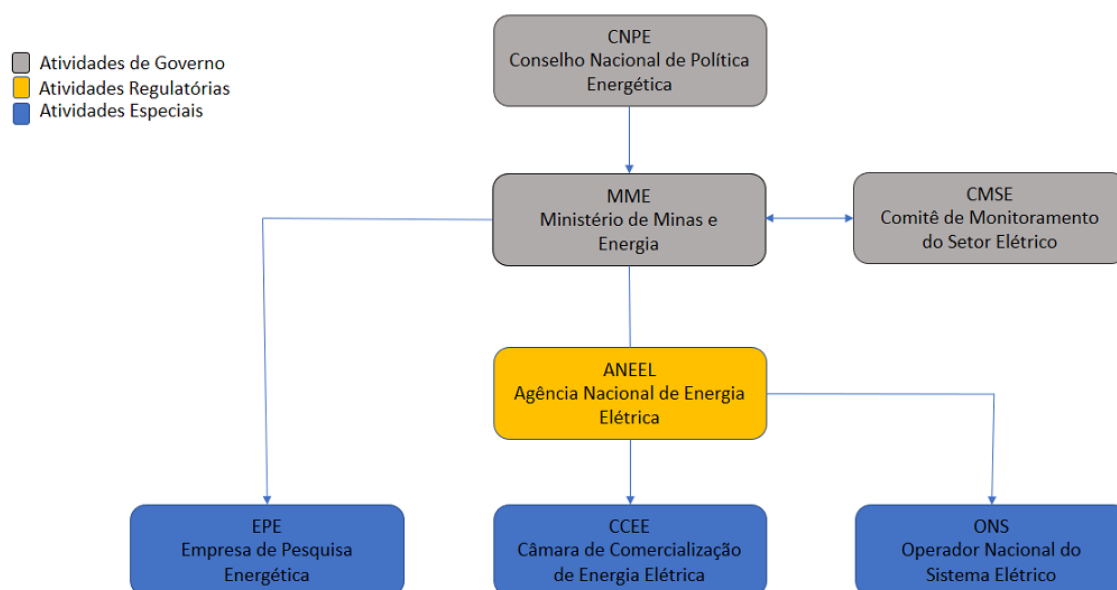 CNPE
Conselho Nacional de Política
Energética
Atividades de Governo
Atividades Regulatórias
Atividades Especiais
MME
Ministério de Minas e
Energia
CMSE
Comitê de Monitoramento
do Setor Elétrico
ANEEL
Agência Nacional de Energia
Elétrica
EPE
Empresa de Pesquisa
Energética
CCEE
Câmara de Comercialização
de Energia Elétrica
ONS
Operador Nacional do
Sistema Elétrico